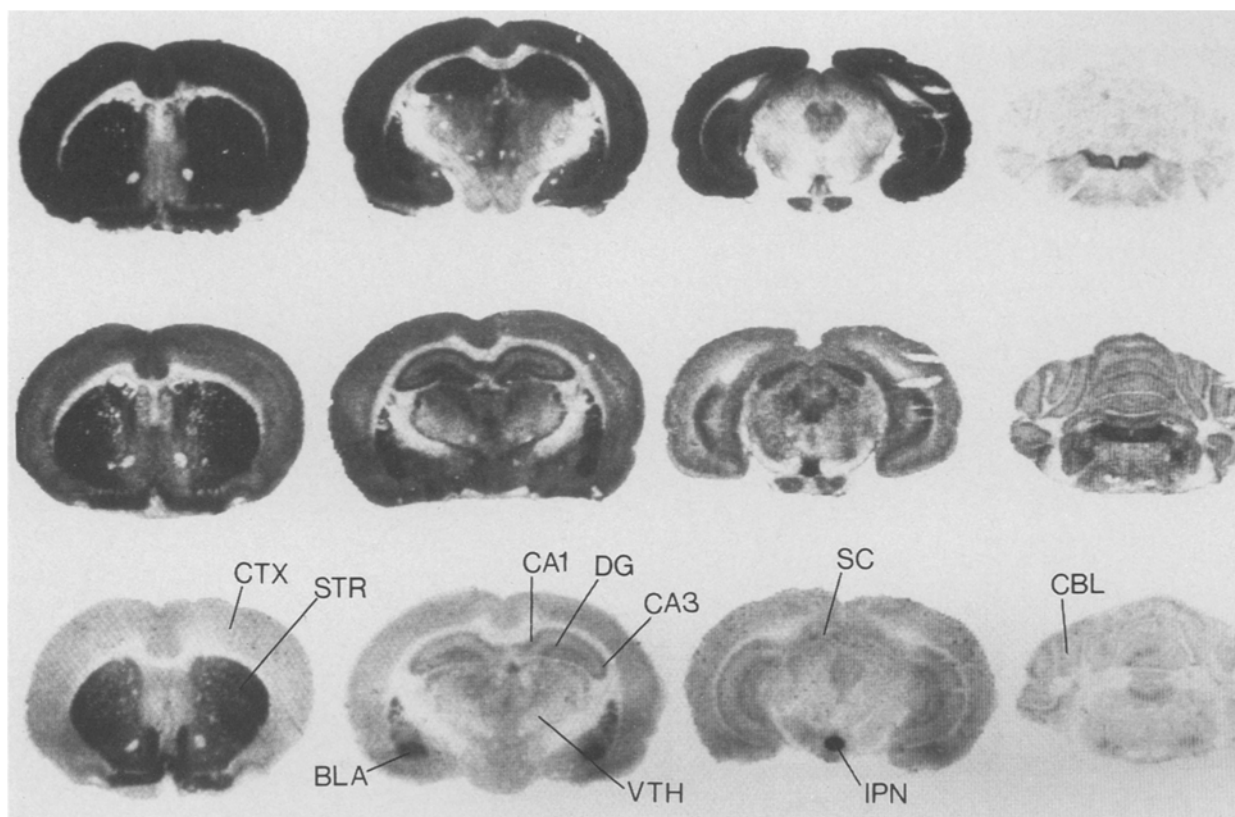 CTX
STR
CA1
DG
CA3
SC
CBL
BLA
VTH
IPN